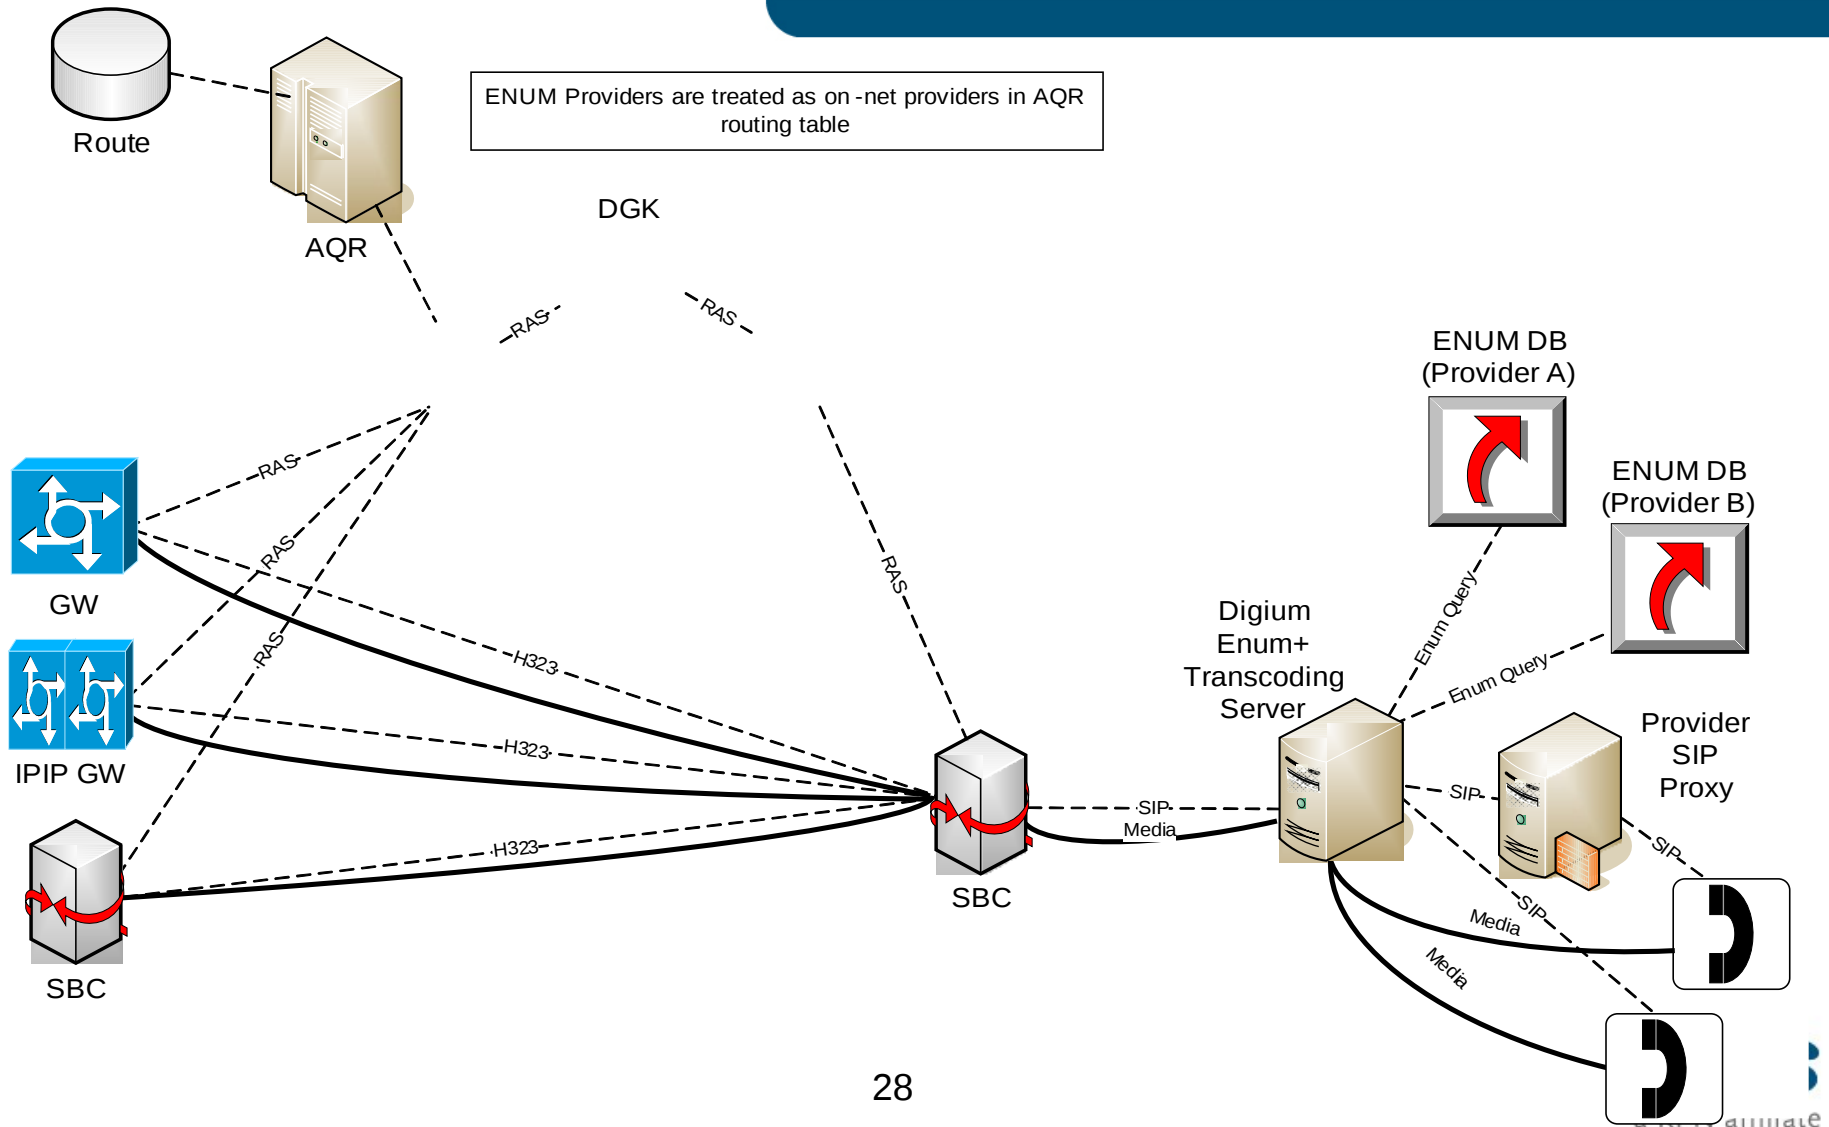 ENUM Providers are treated as on-net providers in AQR
routing table
Route
AQR
DGK
RAS
RAS
ENUM DB
(Provider A)
RAS
ENUM DB
(Provider B)
RAS
RAS
GW
Enum Query
Digium
Enum+
Transcoding
Server
RAS
H323
Enum Query
Provider
SIP
Proxy
H323
IPIP GW
SIP
SIP
Media
H323
SIP
SBC
SIP
Media
Media
SBC
28
affiliate